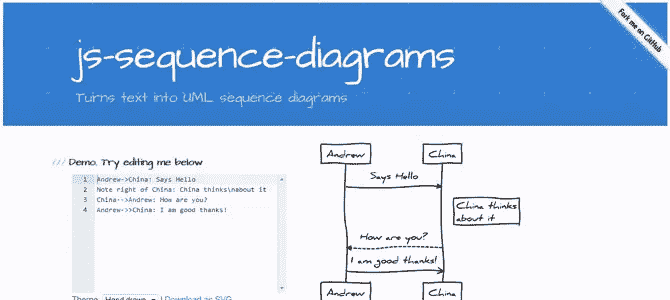 Fork me on GitHub
js-sequence-diagrams
Turns text into UML sequence diagrams
/// Demo. Try editing me below
1 Andrew->China: Says Hello
2 Note right of China: China thinks\nabout it
3 China-->Andrew: How are you?
4 Andrew->>China: I am good thanks!
Theme: Hand drawn Download as SVG
Andrew China
Says Hello
China thinks
about it
How are you?
I am good thanks!
Andrew China